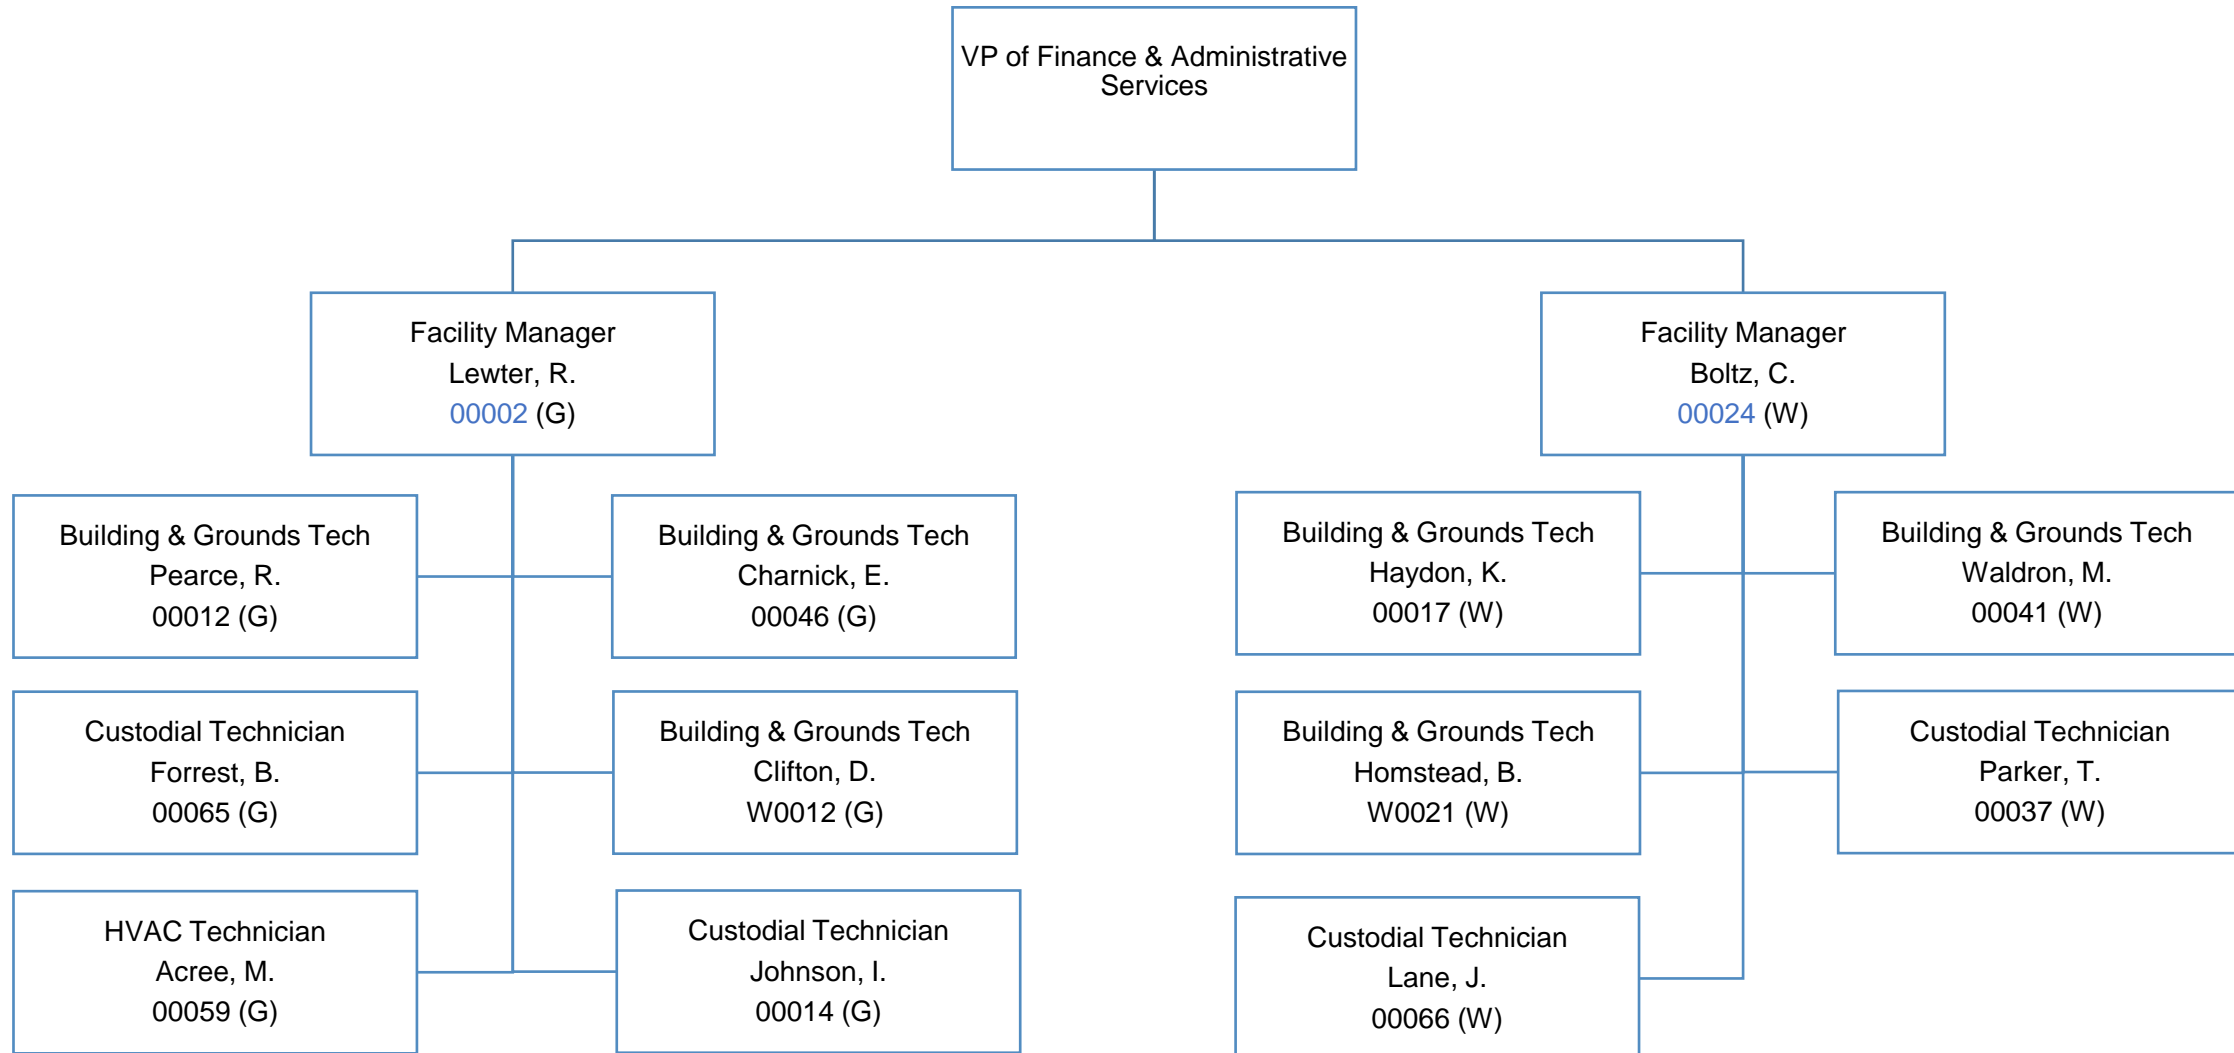 VP of Finance & Administrative
Services
Facility Manager
Lewter, R.
00002 (G)
Facility Manager
Boltz, C.
00024 (W)
Building & Grounds Tech
Pearce, R.
00012 (G)
Building & Grounds Tech
Charnick, E.
00046 (G)
Building & Grounds Tech
Haydon, K.
00017 (W)
Building & Grounds Tech
Waldron, M.
00041 (W)
Custodial Technician
Forrest, B.
00065 (G)
Building & Grounds Tech
Clifton, D.
W0012 (G)
Building & Grounds Tech
Homstead, B.
W0021 (W)
Custodial Technician
Parker, T.
00037 (W)
HVAC Technician
Acree, M.
00059 (G)
Custodial Technician
Johnson, I.
00014 (G)
Custodial Technician
Lane, J.
00066 (W)